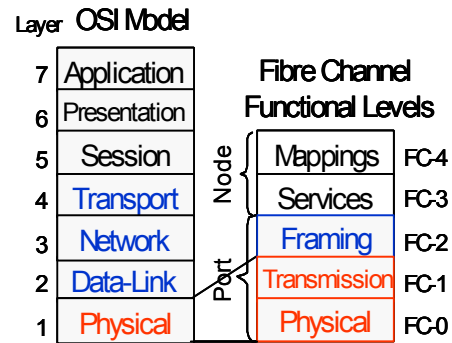 Layer OSI Model
7 Application
6 Presentation
5 Session
4 Transport
3 Network
2 Data-Link
1 Physical
Fibre Channel
Functional Levels
Node
Mappings FC-4
Services FC-3
Port
Framing FC-2
Transmission FC-1
Physical FC-0